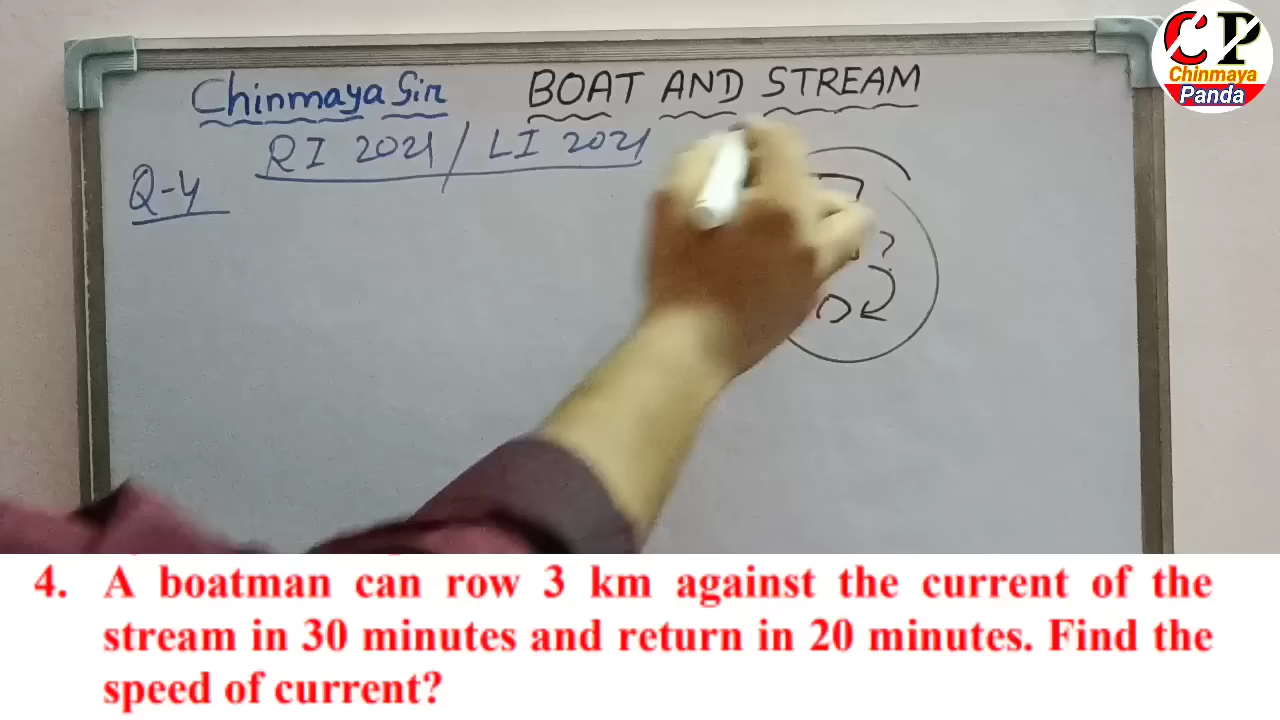 CP
Chinmaya
Panda
Chinmaya Sir BOAT AND STREAM
RI 2021 / LI 2021
Q-4
4. A boatman can row 3 km against the current of the
stream in 30 minutes and return in 20 minutes. Find the
speed of current?